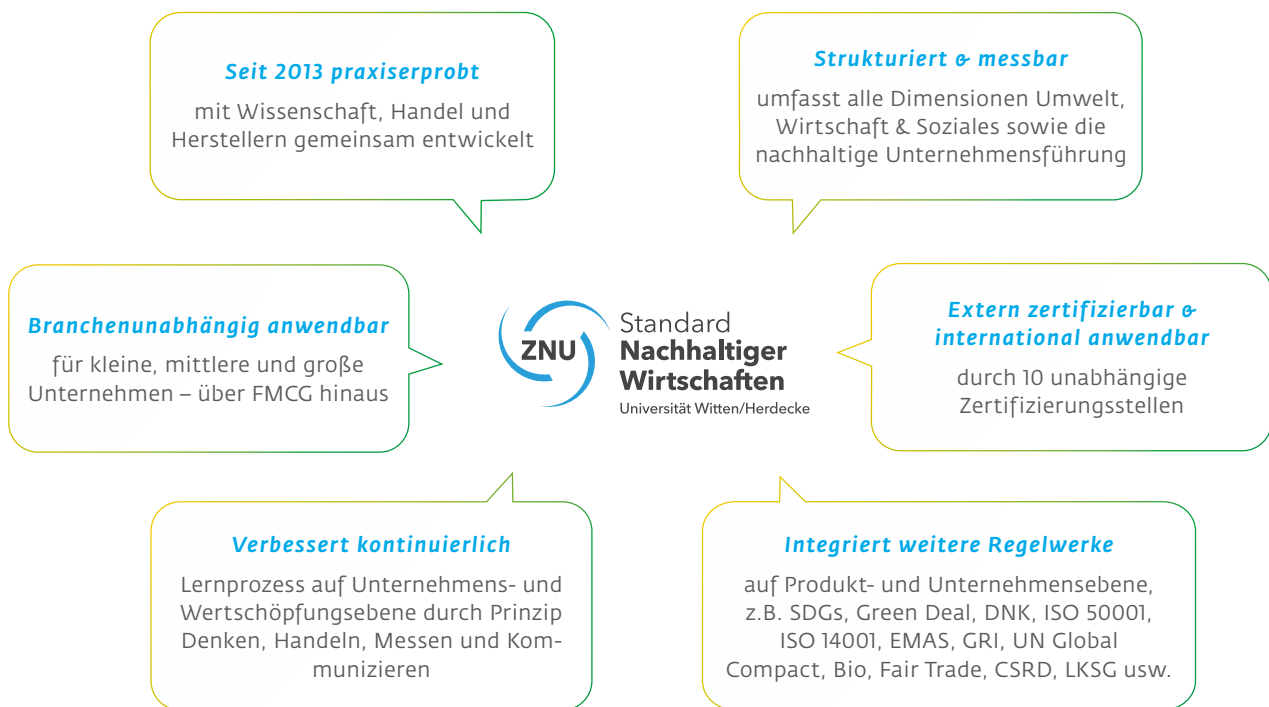 Seit 2013 praxiserprobt
mit Wissenschaft, Handel und
Herstellern gemeinsam entwickelt
Strukturiert & messbar
umfasst alle Dimensionen Umwelt,
Wirtschaft & Soziales sowie die
nachhaltige Unternehmensführung
Branchenunabhängig anwendbar
für kleine, mittlere und große
Unternehmen – über FMCG hinaus
ZNU
Standard
Nachhaltiger
Wirtschaften
Universität Witten/Herdecke
Extern zertifizierbar &
international anwendbar
durch 10 unabhängige
Zertifizierungsstellen
Verbessert kontinuierlich
Lernprozess auf Unternehmens- und
Wertschöpfungsebene durch Prinzip
Denken, Handeln, Messen und Kom-
munizieren
Integriert weitere Regelwerke
auf Produkt- und Unternehmensebene,
z.B. SDGs, Green Deal, DNK, ISO 50001,
ISO 14001, EMAS, GRI, UN Global
Compact, Bio, Fair Trade, CSRD, LKSG usw.